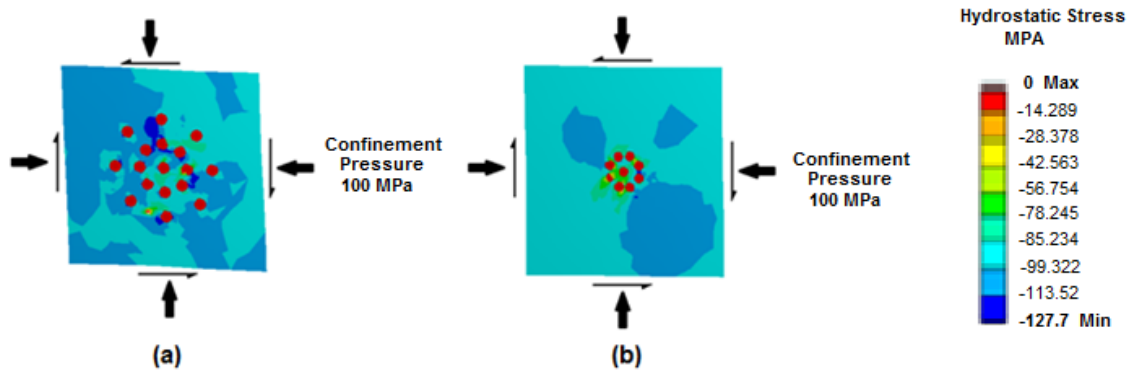 Hydrostatic Stress
MPA
0 Max
-14.289
-28.378
-42.563
-56.754
-78.245
-85.234
-99.322
-113.52
-127.7 Min
Confinement
Pressure
100 MPa
Confinement
Pressure
100 MPa
(a)
(b)